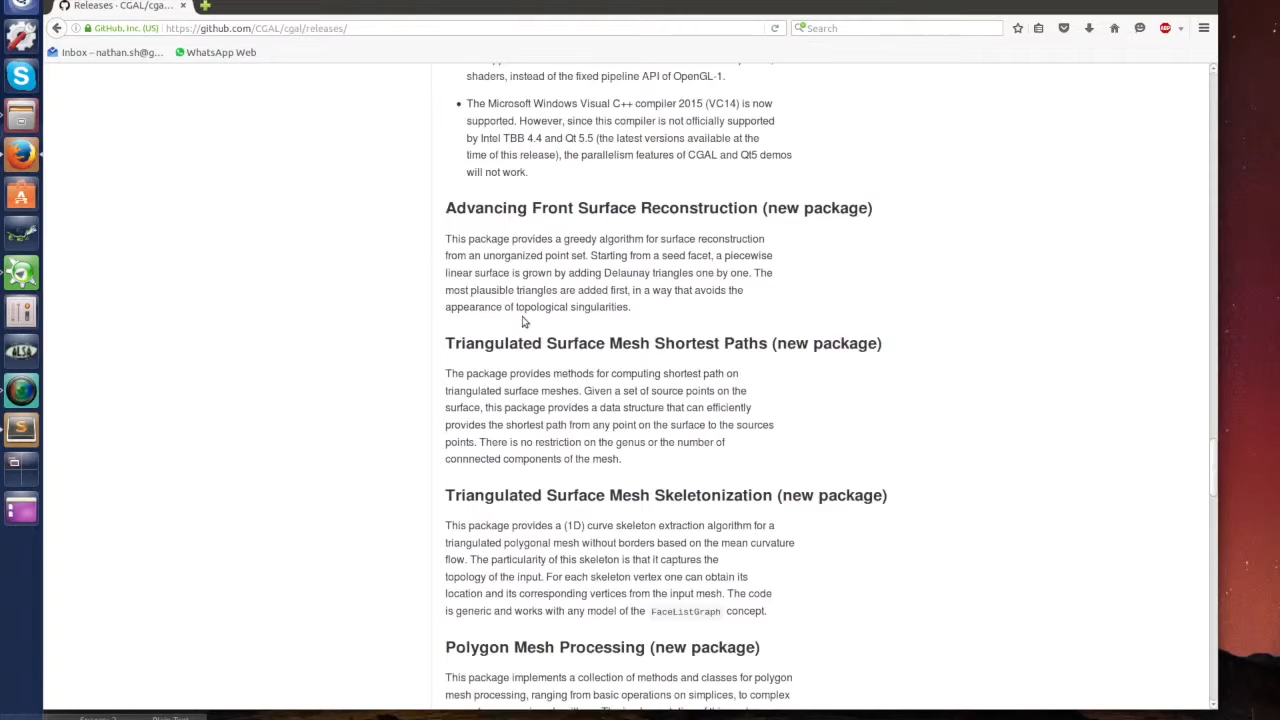 Releases · CGAL/cga...
GitHub, Inc. (US)
https://github.com/CGAL/cgal/releases/
Search
Inbox – nathan.sh@g...
WhatsApp Web
shaders, instead of the fixed pipeline API of OpenGL-1.
• The Microsoft Windows Visual C++ compiler 2015 (VC14) is now
supported. However, since this compiler is not officially supported
by Intel TBB 4.4 and Qt 5.5 (the latest versions available at the
time of this release), the parallelism features of CGAL and Qt5 demos
will not work.
Advancing Front Surface Reconstruction (new package)
This package provides a greedy algorithm for surface reconstruction
from an unorganized point set. Starting from a seed facet, a piecewise
linear surface is grown by adding Delaunay triangles one by one. The
most plausible triangles are added first, in a way that avoids the
appearance of topological singularities.
Triangulated Surface Mesh Shortest Paths (new package)
The package provides methods for computing shortest path on
triangulated surface meshes. Given a set of source points on the
surface, this package provides a data structure that can efficiently
provides the shortest path from any point on the surface to the sources
points. There is no restriction on the genus or the number of
connnected components of the mesh.
Triangulated Surface Mesh Skeletonization (new package)
This package provides a (1D) curve skeleton extraction algorithm for a
triangulated polygonal mesh without borders based on the mean curvature
flow. The particularity of this skeleton is that it captures the
topology of the input. For each skeleton vertex one can obtain its
location and its corresponding vertices from the input mesh. The code
is generic and works with any model of the FaceListGraph concept.
Polygon Mesh Processing (new package)
This package implements a collection of methods and classes for polygon
mesh processing, ranging from basic operations on simplices, to complex